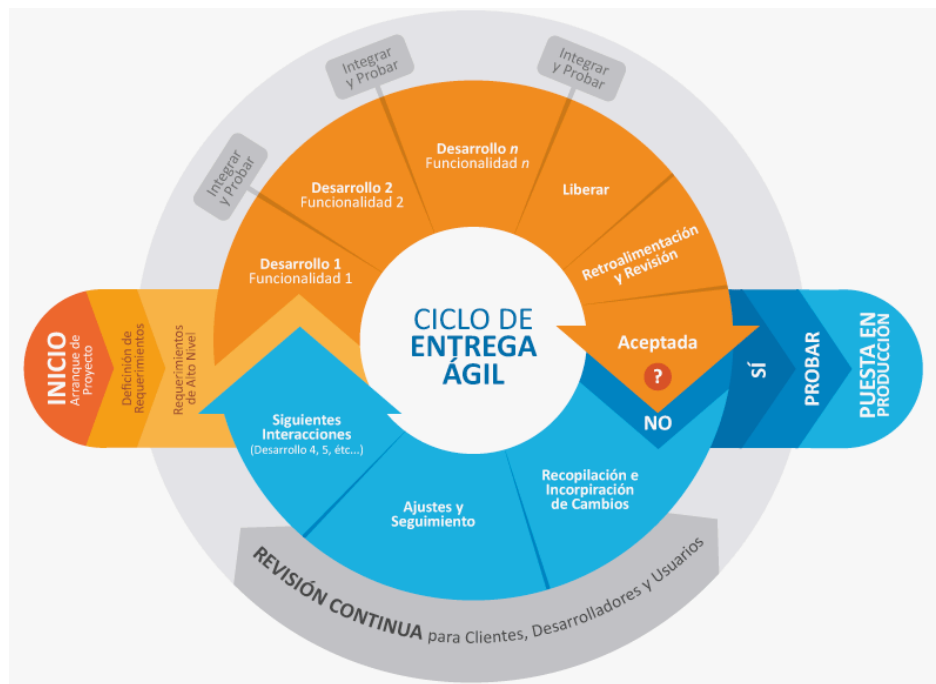 Integrar
y Probar
Integrar
y Probar
Integrar
y Probar
Desarrollo 1
Funcionalidad 1
Desarrollo 2
Funcionalidad 2
Desarrollo n
Funcionalidad n
Liberar
Retroalimentación
y Revisión
INICIO
Arranque de
Proyecto
Deficinión de
Requerimientos
Requerimientos
de Alto Nivel
CICLO DE
ENTREGA
ÁGIL
Aceptada
?
NO
SÍ
PROBAR
PUESTA EN
PRODUCCIÓN
Siguientes
Interacciones
(Desarrollo 4, 5, étc...)
Ajustes y
Seguimiento
Recopilación e
Incorpiración
de Cambios
REVISIÓN CONTINUA para Clientes, Desarrolladores y Usuarios